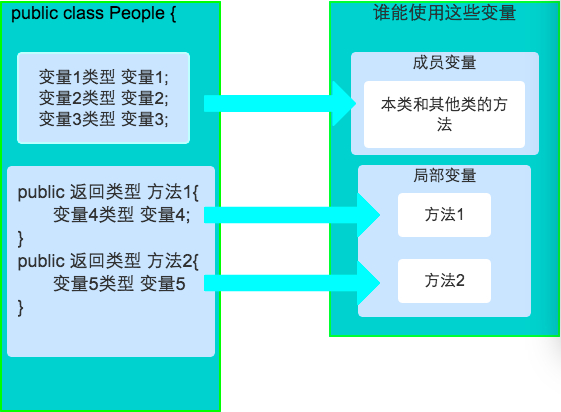 public class People {
变量1类型 变量1;
变量2类型 变量2;
变量3类型 变量3;
public 返回类型 方法1{
变量4类型 变量4;
}
public 返回类型 方法2{
变量5类型 变量5
}
谁能使用这些变量
成员变量
本类和其他类的方
法
局部变量
方法1
方法2